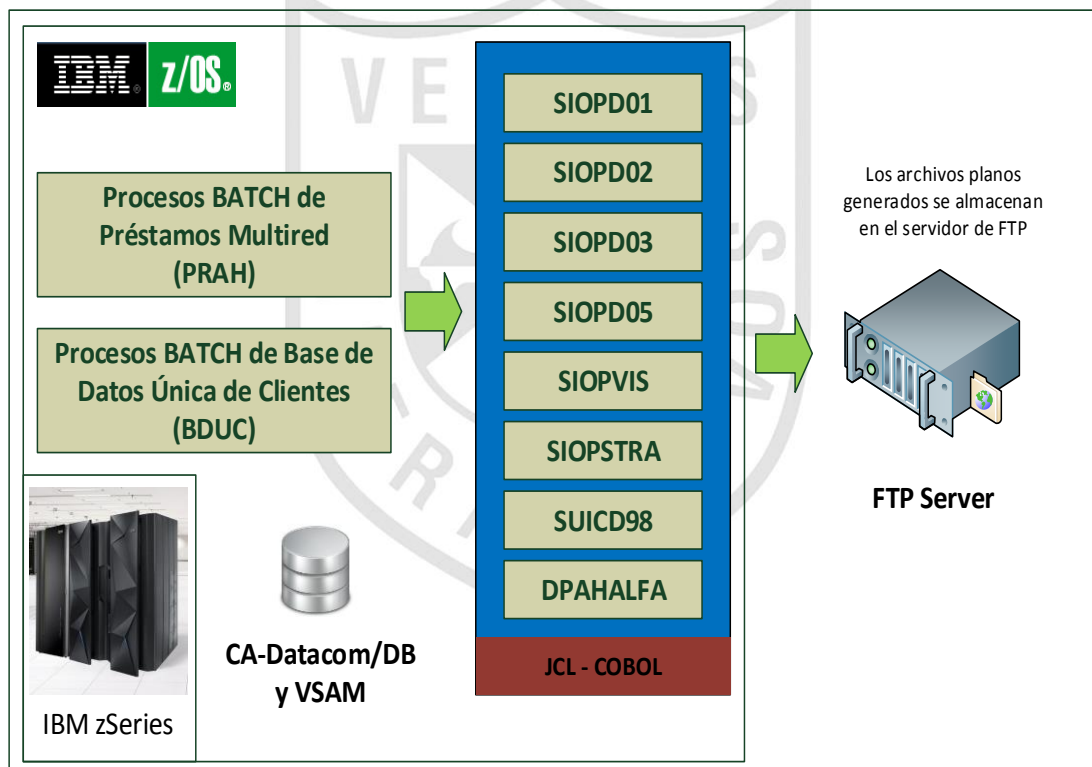 IBM®
z/OS®
Procesos BATCH de
Préstamos Multired
(PRAH)
Procesos BATCH de Base de
Datos Única de Clientes
(BDUC)
IBM zSeries
CA-Datacom/DB
y VSAM
SIOPD01
SIOPD02
SIOPD03
SIOPD05
SIOPVIS
SIOPSTRA
SUICD98
DPAHALFA
JCL - COBOL
Los archivos planos
generados se almacenan
en el servidor de FTP
FTP Server